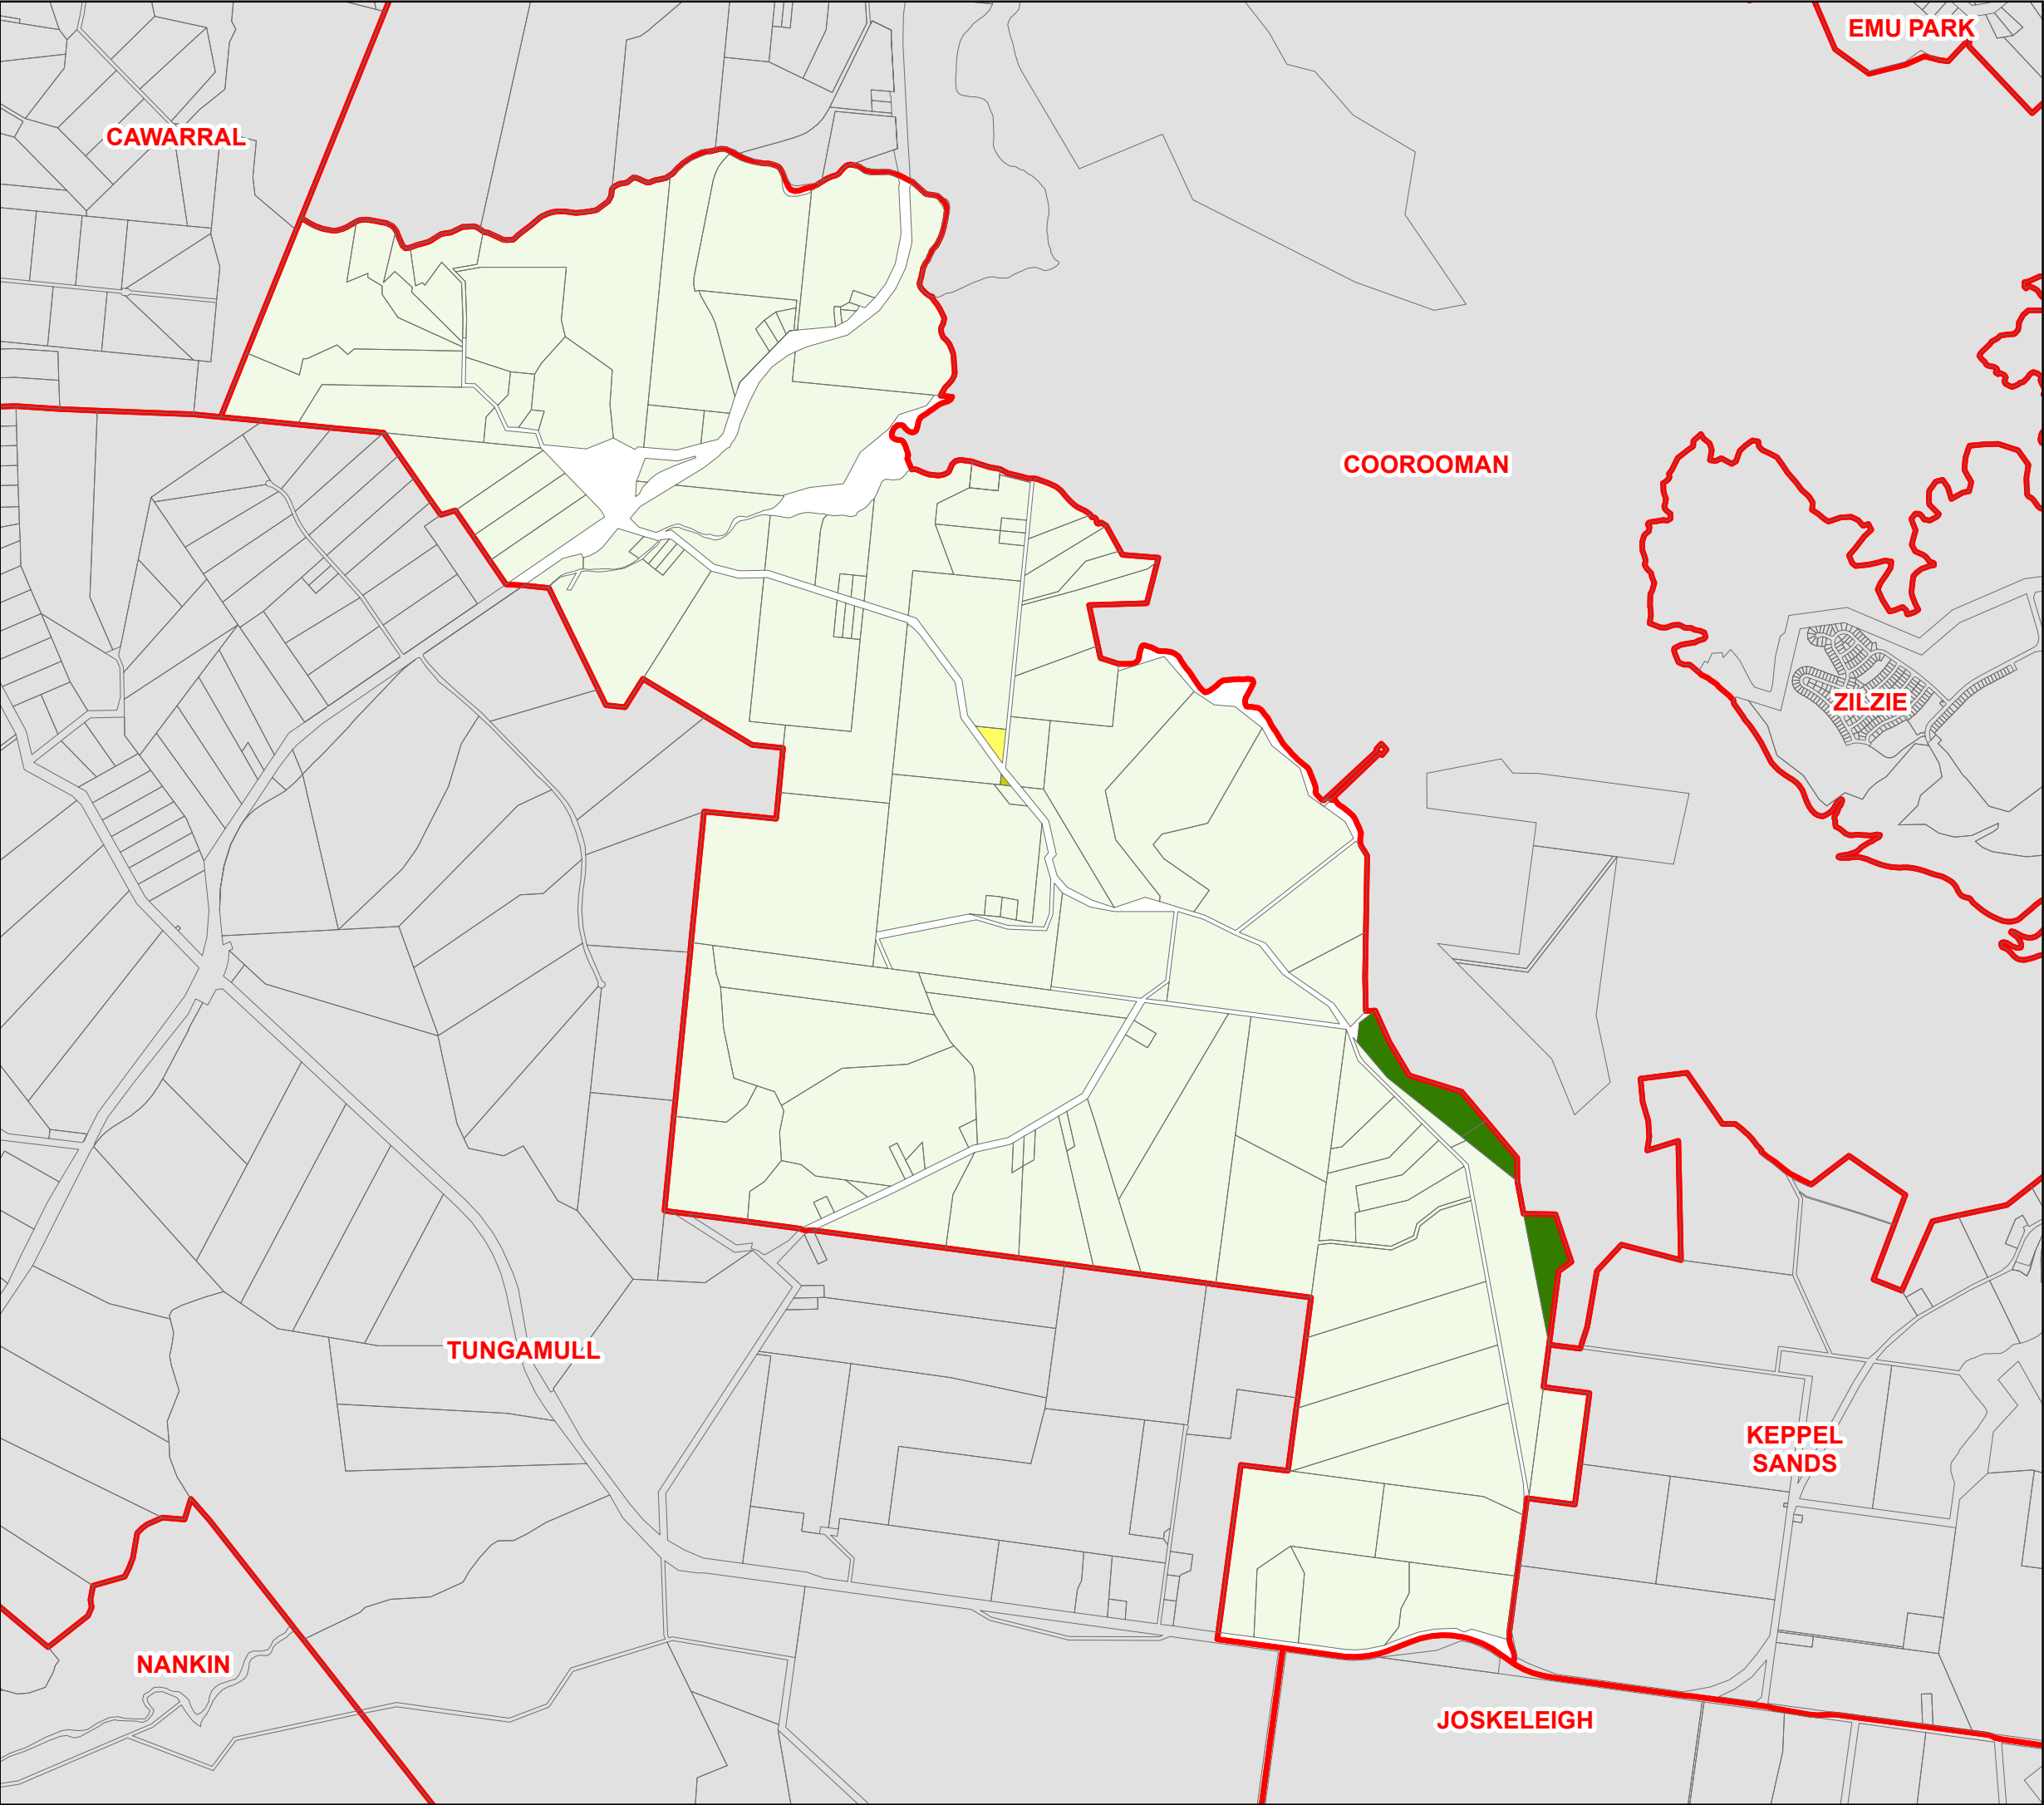 EMU PARK
CAWARRAL
COOROOMAN
ZILZIE
TUNGAMULL
KEPPEL
SANDS
NANKIN
JOSKELEIGH